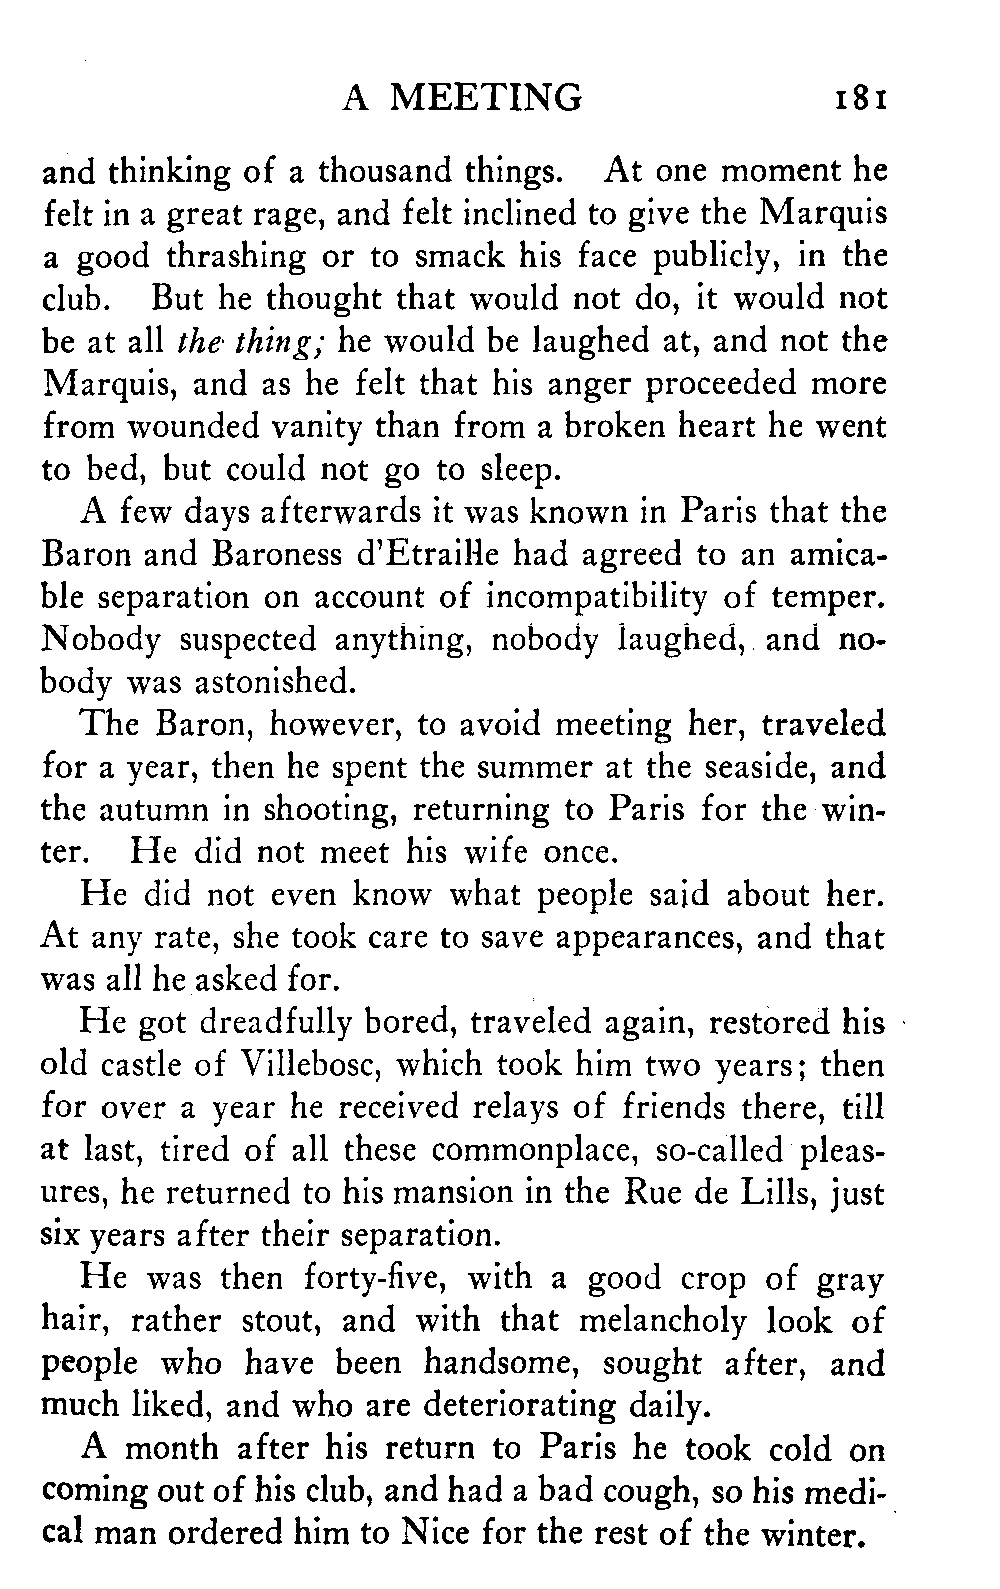 A MEETING 181
and thinking of a thousand things. At one moment he
felt in a great rage, and felt inclined to give the Marquis
a good thrashing or to smack his face publicly, in the
club. But he thought that would not do, it would not
be at all the thing; he would be laughed at, and not the
Marquis, and as he felt that his anger proceeded more
from wounded vanity than from a broken heart he went
to bed, but could not go to sleep.
A few days afterwards it was known in Paris that the
Baron and Baroness d'Etraille had agreed to an amica-
ble separation on account of incompatibility of temper.
Nobody suspected anything, nobody laughed, and no-
body was astonished.
The Baron, however, to avoid meeting her, traveled
for a year, then he spent the summer at the seaside, and
the autumn in shooting, returning to Paris for the win-
ter. He did not meet his wife once.
He did not even know what people said about her.
At any rate, she took care to save appearances, and that
was all he asked for.
He got dreadfully bored, traveled again, restored his
old castle of Villebosc, which took him two years; then
for over a year he received relays of friends there, till
at last, tired of all these commonplace, so-called pleas-
ures, he returned to his mansion in the Rue de Lills, just
six years after their separation.
He was then forty-five, with a good crop of gray
hair, rather stout, and with that melancholy look of
people who have been handsome, sought after, and
much liked, and who are deteriorating daily.
A month after his return to Paris he took cold on
coming out of his club, and had a bad cough, so his medi-
cal man ordered him to Nice for the rest of the winter.